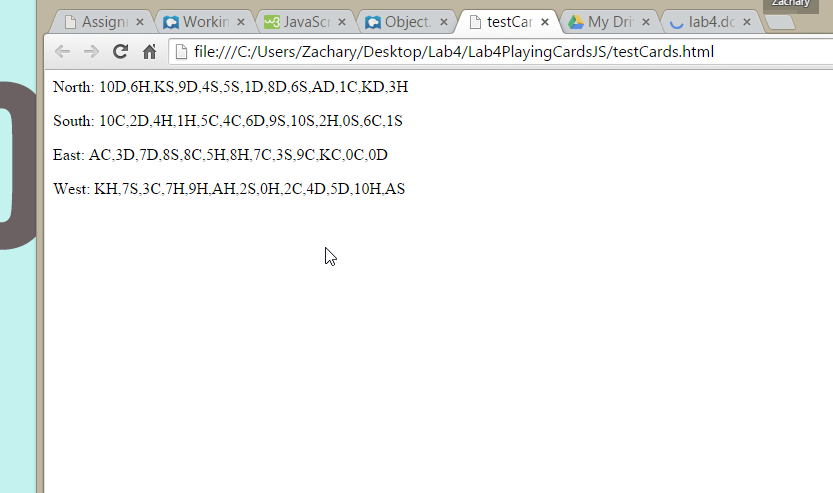 Zachary
Assignr
Workin
JavaScri
Object.
testCar
My Dri
lab4.dc
file:///C:/Users/Zachary/Desktop/Lab4/Lab4PlayingCardsJS/testCards.html
North: 10D,6H,KS,9D,4S,5S,1D,8D,6S,AD,1C,KD,3H
South: 10C,2D,4H,1H,5C,4C,6D,9S,10S,2H,0S,6C,1S
East: AC,3D,7D,8S,8C,5H,8H,7C,3S,9C,KC,0C,0D
West: KH,7S,3C,7H,9H,AH,2S,0H,2C,4D,5D,10H,AS